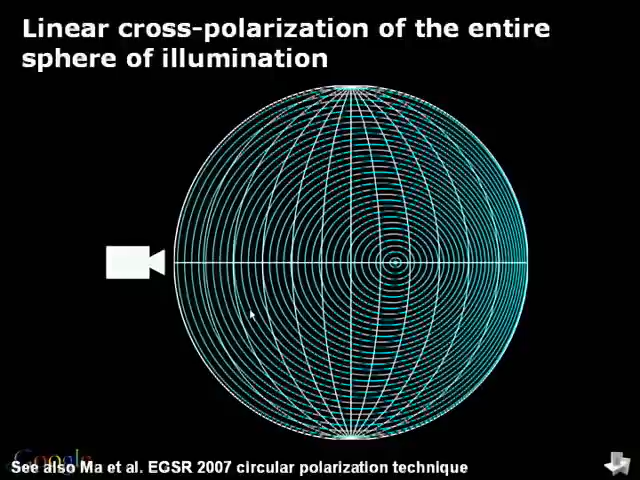 Linear cross-polarization of the entire
sphere of illumination
Google
See also Ma et al. EGSR 2007 circular polarization technique